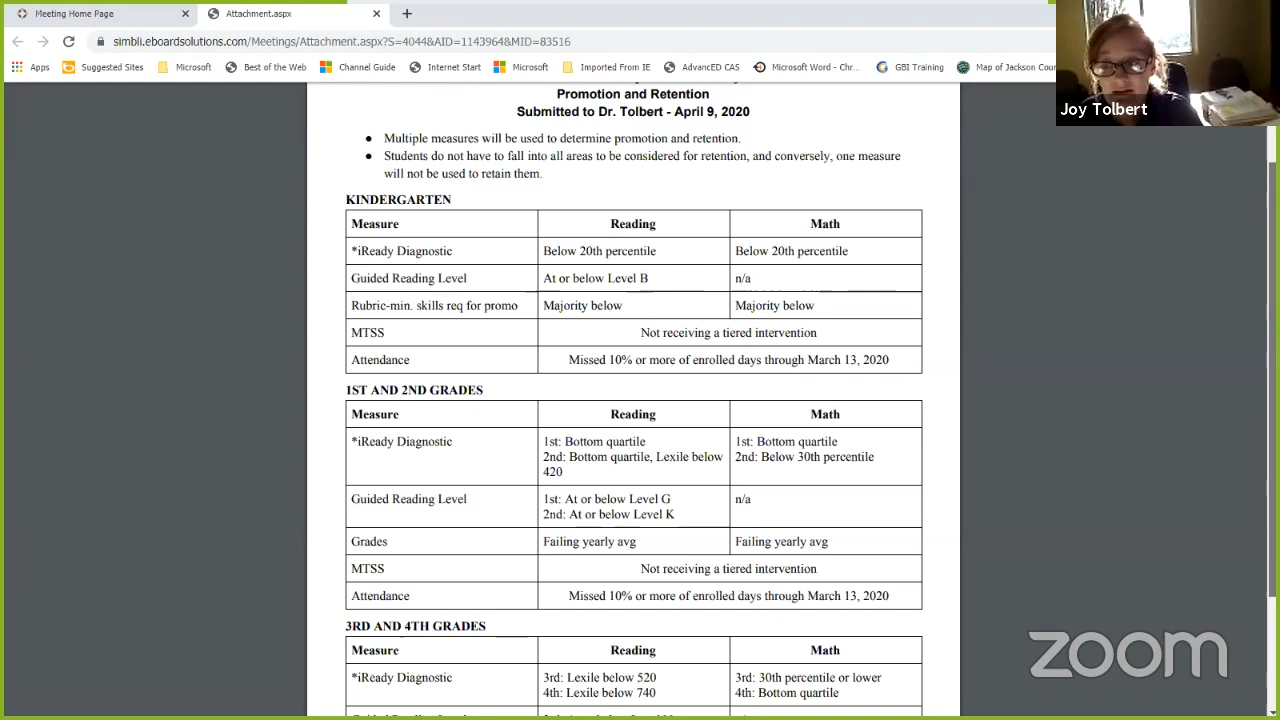 Meeting Home Page
Attachment.aspx
simbli.eboardsolutions.com/Meetings/Attachment.aspx?S=4044&AID=1143964&MID=83516
Apps Suggested Sites Microsoft Best of the Web Channel Guide Internet Start Microsoft Imported From IE AdvancED CAS Microsoft Word - Chr... GBI Training Map of Jackson Cou
Joy Tolbert
Promotion and Retention
Submitted to Dr. Tolbert - April 9, 2020
● Multiple measures will be used to determine promotion and retention.
● Students do not have to fall into all areas to be considered for retention, and conversely, one measure
will not be used to retain them.
KINDERGARTEN
Measure Reading Math
*iReady Diagnostic Below 20th percentile Below 20th percentile
Guided Reading Level At or below Level B n/a
Rubric-min. skills req for promo Majority below Majority below
MTSS Not receiving a tiered intervention
Attendance Missed 10% or more of enrolled days through March 13, 2020
1ST AND 2ND GRADES
Measure Reading Math
*iReady Diagnostic 1st: Bottom quartile 1st: Bottom quartile
2nd: Bottom quartile, Lexile below 2nd: Below 30th percentile
420
Guided Reading Level 1st: At or below Level G n/a
2nd: At or below Level K
Grades Failing yearly avg Failing yearly avg
MTSS Not receiving a tiered intervention
Attendance Missed 10% or more of enrolled days through March 13, 2020
3RD AND 4TH GRADES
Measure Reading Math
*iReady Diagnostic 3rd: Lexile below 520 3rd: 30th percentile or lower
4th: Lexile below 740 4th: Bottom quartile
zoom